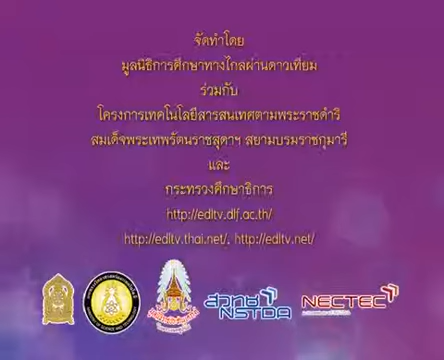 จัดทำโดย
มูลนิธิการศึกษาทางไกลผ่านดาวเทียม
ร่วมกับ
โครงการเทคโนโลยีสารสนเทศตามพระราชดำริ
สมเด็จพระเทพรัตนราชสุดาฯ สยามบรมราชกุมารี
และ
กระทรวงศึกษาธิการ
http://edltv.dlf.ac.th/
http://edltv.thai.net/, http://edltv.net/
สวทช
NSTDA
NECTEC